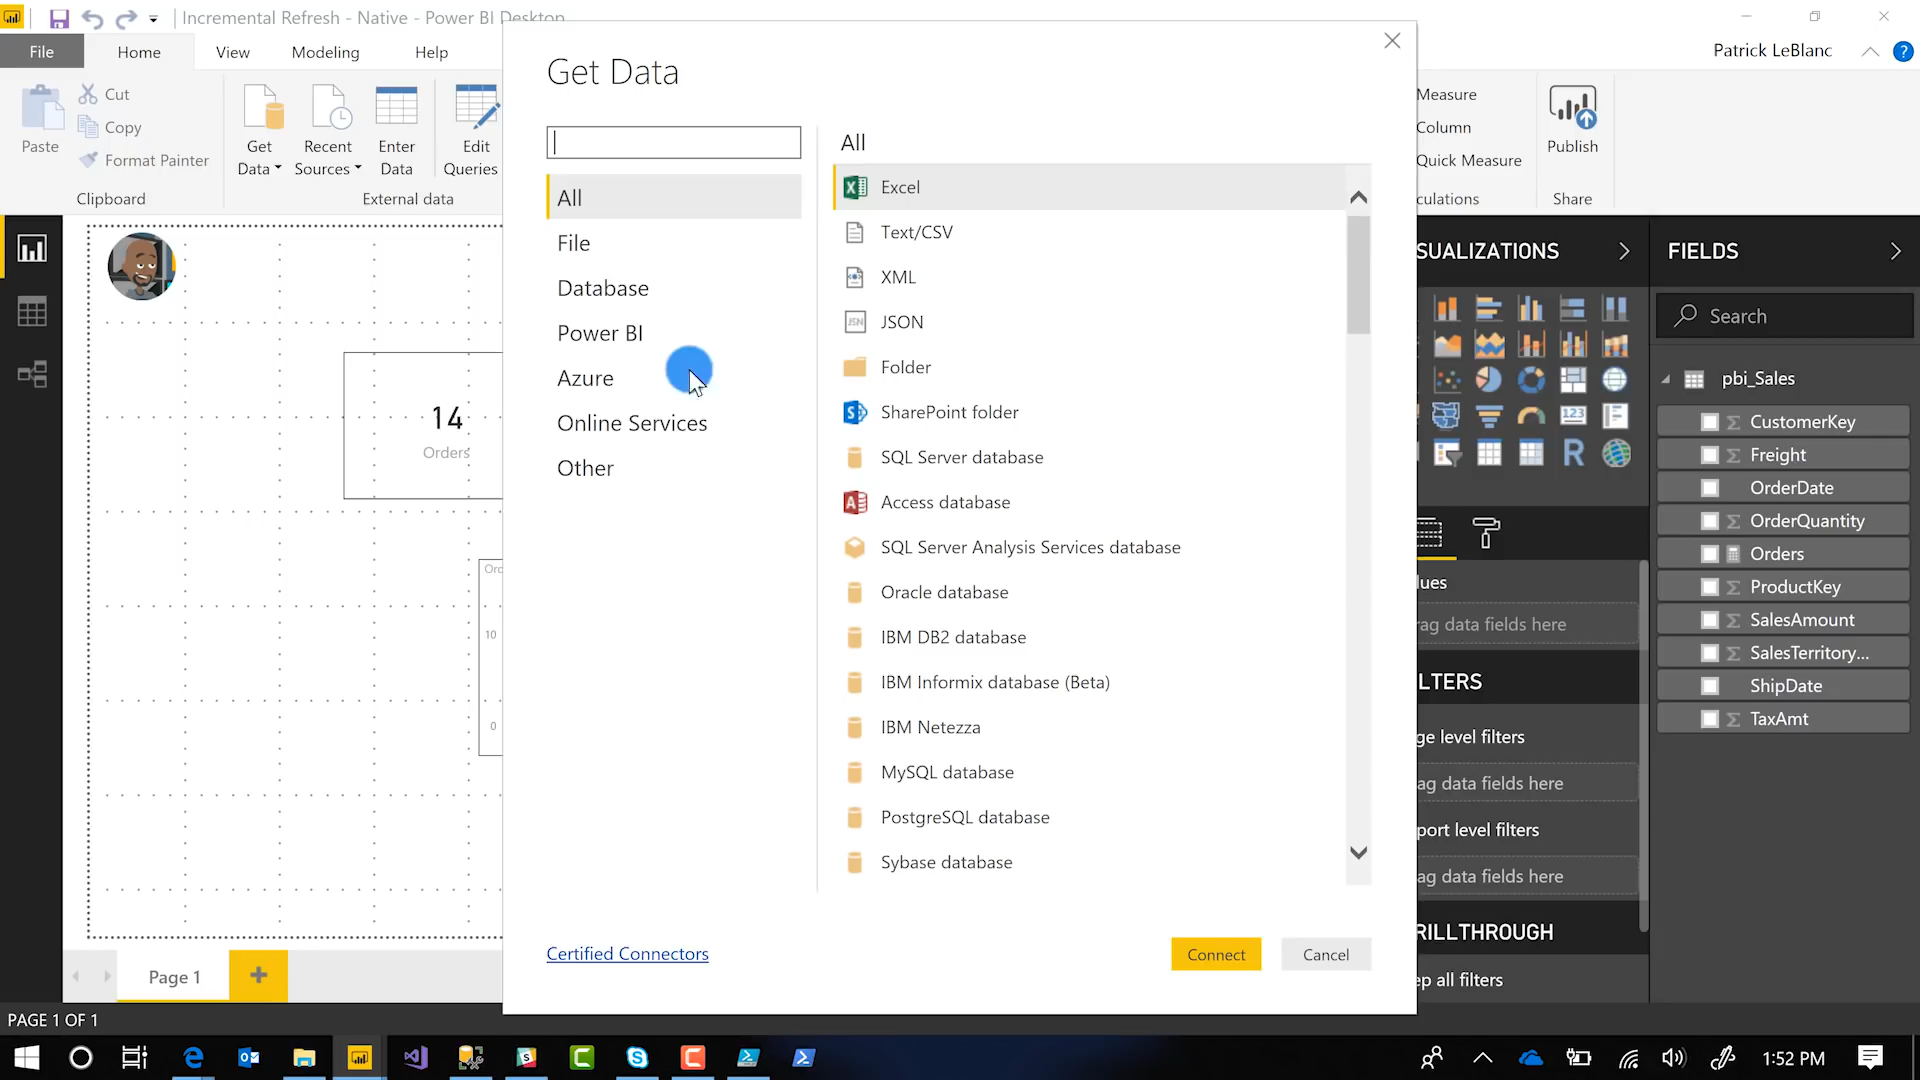 Incremental Refresh - Native - Power BI Desktop
File
Home
View
Modeling
Help
Patrick LeBlanc
?
Paste
Cut
Copy
Format Painter
Clipboard
Get
Data
Recent
Sources
Enter
Data
Edit
Queries
External data
Measure
Column
Quick Measure
culations
Publish
Share
Get Data
All
File
Database
Power BI
Azure
Online Services
Other
All
Excel
Text/CSV
XML
JSON
Folder
SharePoint folder
SQL Server database
Access database
SQL Server Analysis Services database
Oracle database
IBM DB2 database
IBM Informix database (Beta)
IBM Netezza
MySQL database
PostgreSQL database
Sybase database
Certified Connectors
Connect
Cancel
14
Orders
Orc
10
0
SUALIZATIONS
123
R
lues
rag data fields here
LTERS
ge level filters
ag data fields here
port level filters
ag data fields here
RILLTHROUGH
ep all filters
FIELDS
Search
pbi_Sales
CustomerKey
Freight
OrderDate
OrderQuantity
Orders
ProductKey
SalesAmount
SalesTerritory...
ShipDate
TaxAmt
Page 1
+
PAGE 1 OF 1
1:52 PM